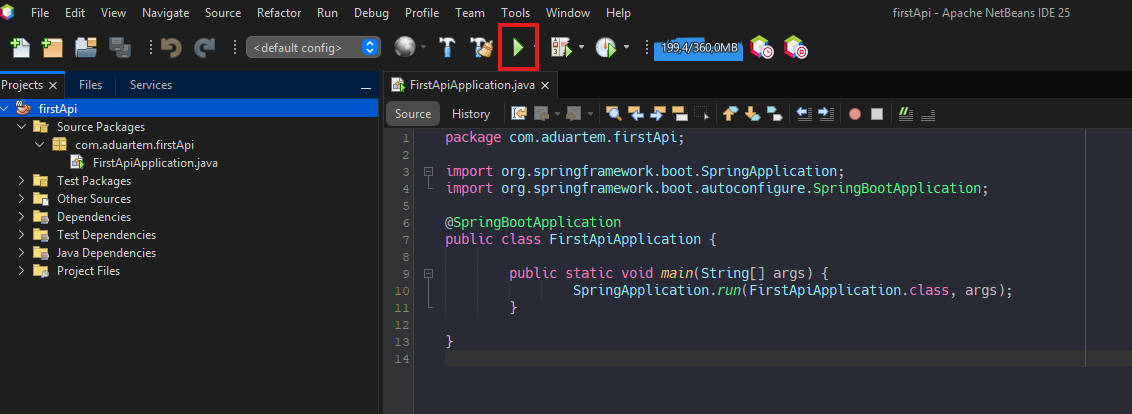 File Edit View Navigate Source Refactor Run Debug Profile Team Tools Window Help firstApi - Apache NetBeans IDE 25
<default config> 199,4/360,0MB
Projects Files Services
firstApi
Source Packages
com.aduartem.firstApi
FirstApiApplication.java
Test Packages
Other Sources
Dependencies
Test Dependencies
Java Dependencies
Project Files
FirstApiApplication.java
Source History
1 package com.aduartem.firstApi;
2
3 import org.springframework.boot.SpringApplication;
4 import org.springframework.boot.autoconfigure.SpringBootApplication;
5
6 @SpringBootApplication
7 public class FirstApiApplication {
8
9 public static void main(String[] args) {
10 SpringApplication.run(FirstApiApplication.class, args);
11 }
12
13 }
14